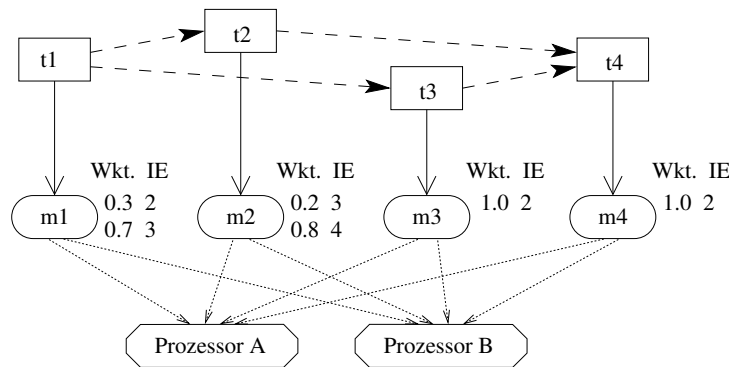 t2
t1
t4
t3
Wkt. IE
Wkt. IE
Wkt. IE
Wkt. IE
m1
0.3 2
0.7 3
m2
0.2 3
0.8 4
m3
1.0 2
m4
1.0 2
Prozessor A
Prozessor B